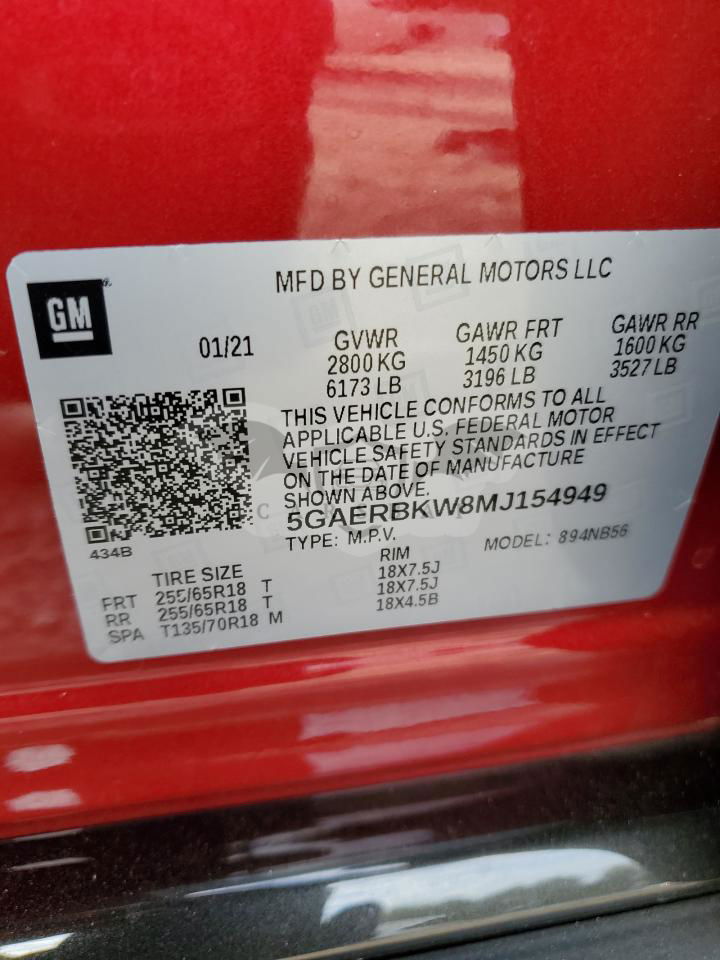 MFD BY GENERAL MOTORS LLC
GM
01/21
GVWR
2800 KG
6173 LB
GAWR FRT
1450 KG
3196 LB
GAWR RR
1600 KG
3527 LB
THIS VEHICLE CONFORMS TO ALL
APPLICABLE U.S. FEDERAL MOTOR
VEHICLE SAFETY STANDARDS IN EFFECT
ON THE DATE OF MANUFACTURE
SHOWN ABOVE.
5GAERBKW8MJ154949
TYPE: M.P.V.
MODEL: 894NB56
434B
TIRE SIZE RIM
FRT 255/65R18 T 18X7.5J
RR 255/65R18 T 18X7.5J
SPA T135/70R18 M 18X4.5B